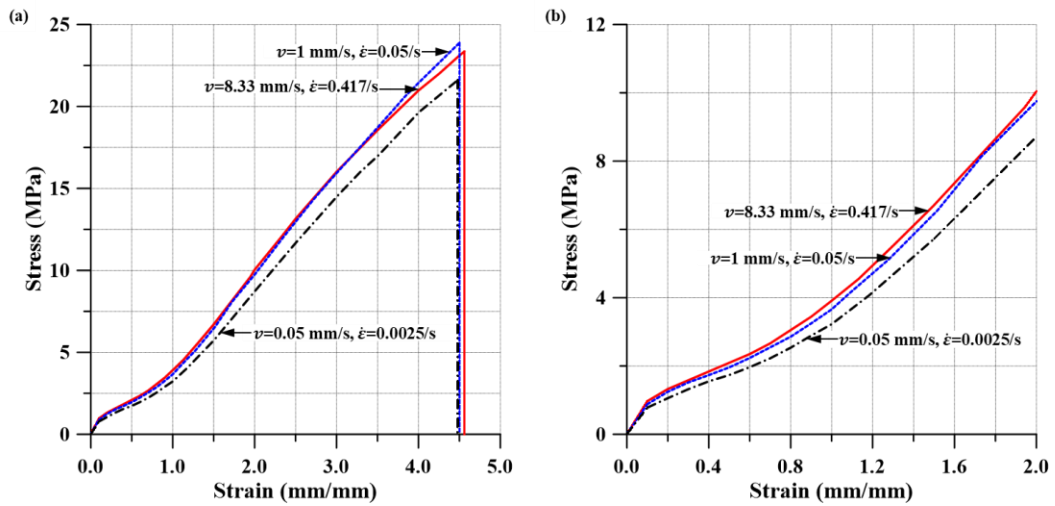 (a)
25
20
15
10
5
0
Stress (MPa)
v=1 mm/s, ε̇=0.05/s
v=8.33 mm/s, ε̇=0.417/s
v=0.05 mm/s, ε̇=0.0025/s
0.0 1.0 2.0 3.0 4.0 5.0
Strain (mm/mm)
(b)
12
8
4
0
Stress (MPa)
v=8.33 mm/s, ε̇=0.417/s
v=1 mm/s, ε̇=0.05/s
v=0.05 mm/s, ε̇=0.0025/s
0.0 0.4 0.8 1.2 1.6 2.0
Strain (mm/mm)